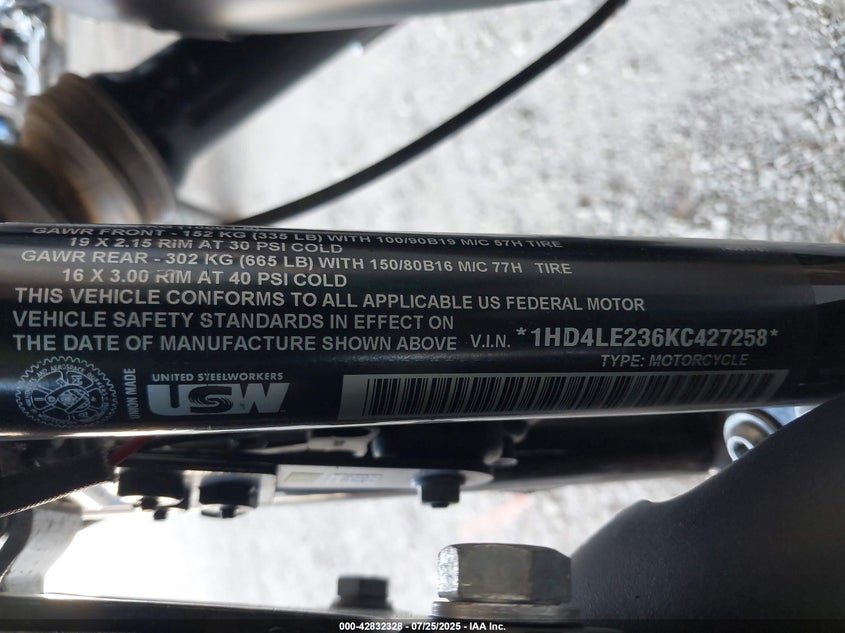 GAWR FRONT - 152 KG (335 LB) WITH 100/90B19 M/C 57H TIRE
19 X 2.15 RIM AT 30 PSI COLD
GAWR REAR - 302 KG (665 LB) WITH 150/80B16 M/C 77H TIRE
16 X 3.00 RIM AT 40 PSI COLD
THIS VEHICLE CONFORMS TO ALL APPLICABLE US FEDERAL MOTOR
VEHICLE SAFETY STANDARDS IN EFFECT ON
THE DATE OF MANUFACTURE SHOWN ABOVE V.I.N. *1HD4LE236KC427258*
TYPE: MOTORCYCLE
UNION MADE
UNITED STEELWORKERS
USW
000-42832328 - 07/25/2025 - IAA Inc.